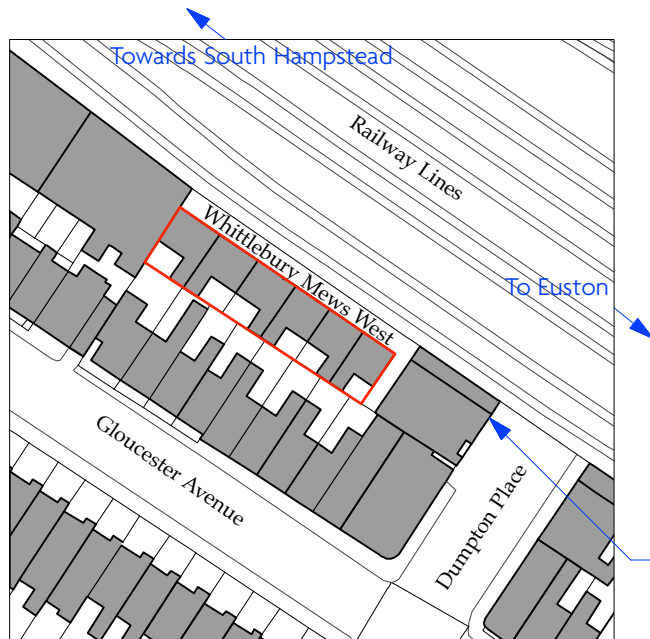 Towards South Hampstead
Railway Lines
Whittlebury Mews West
To Euston
Gloucester Avenue
Dumpton Place